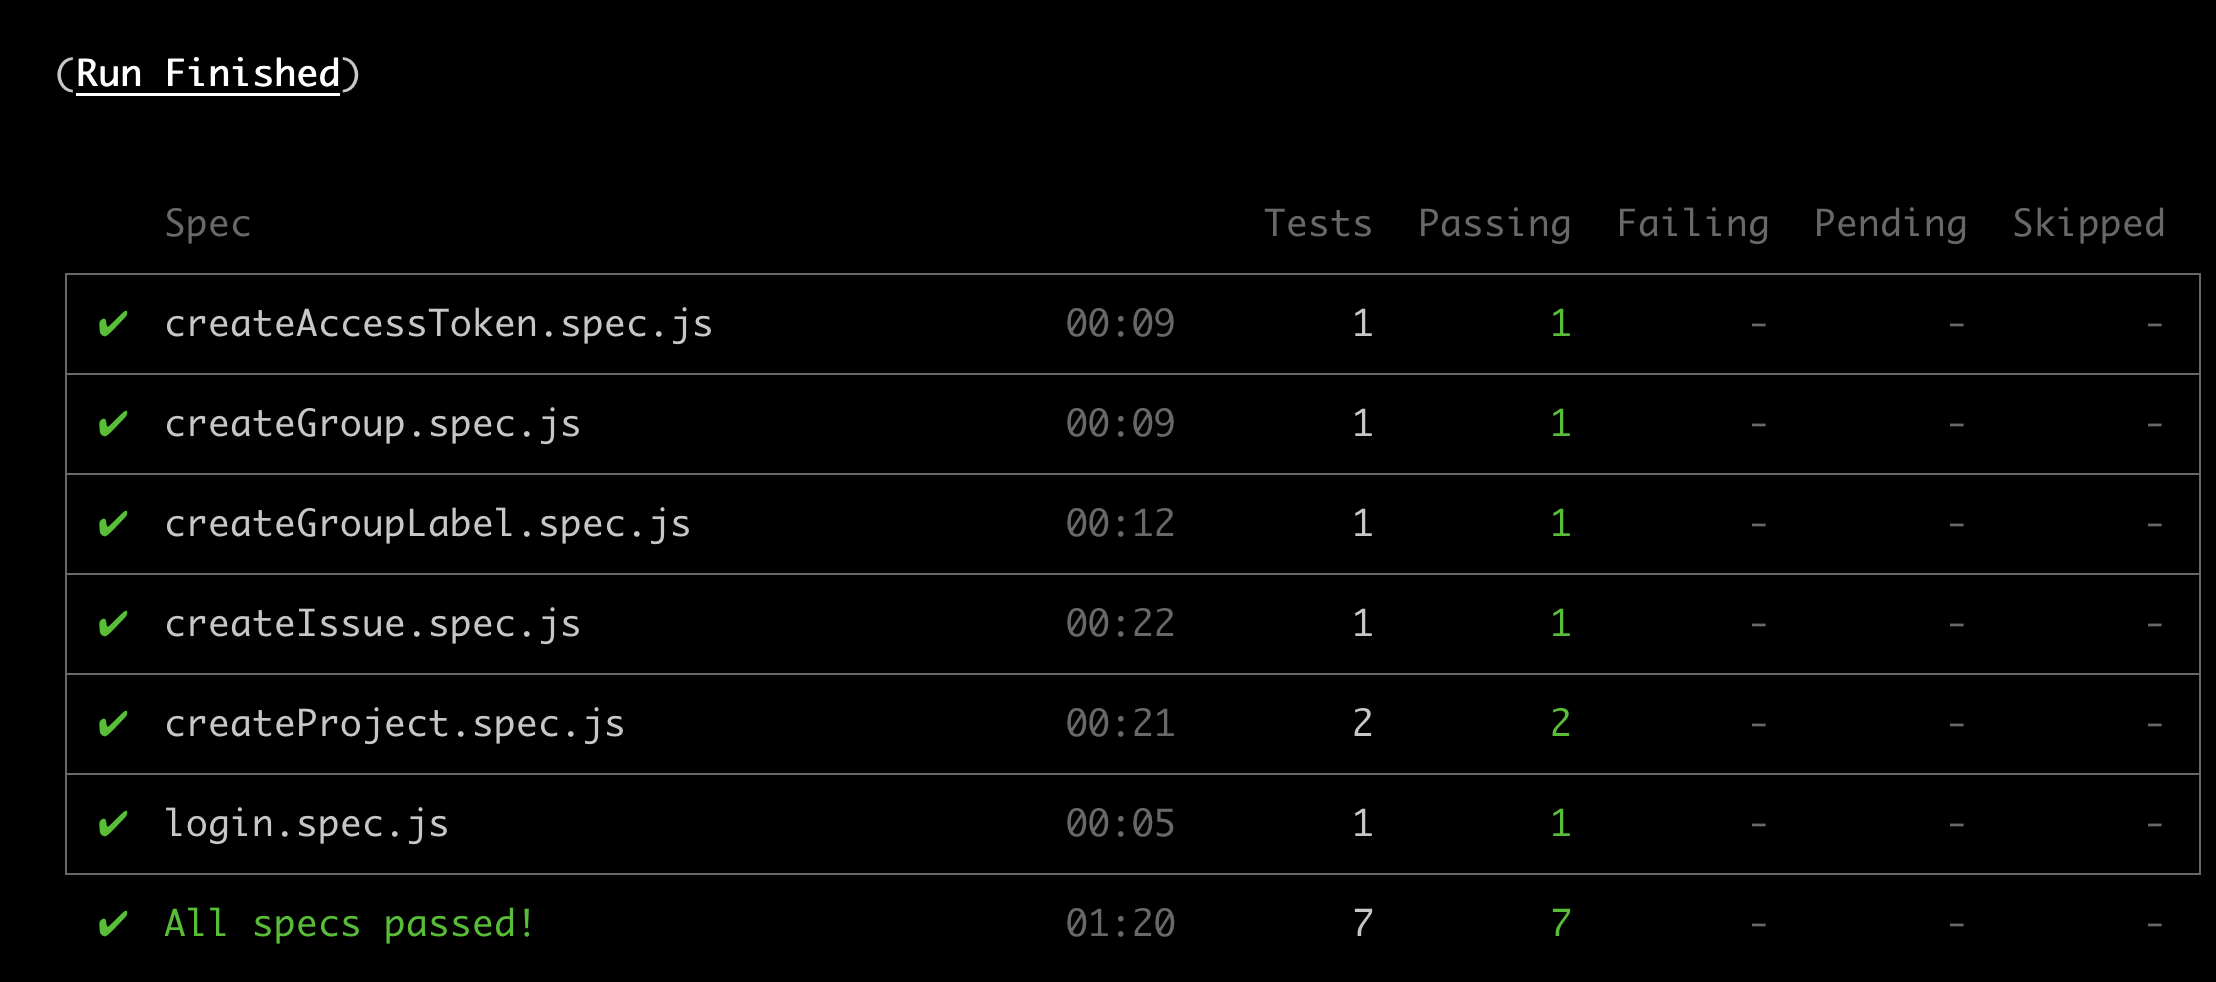 (Run Finished)
Spec Tests Passing Failing Pending Skipped
✔ createAccessToken.spec.js 00:09 1 1 - - -
✔ createGroup.spec.js 00:09 1 1 - - -
✔ createGroupLabel.spec.js 00:12 1 1 - - -
✔ createIssue.spec.js 00:22 1 1 - - -
✔ createProject.spec.js 00:21 2 2 - - -
✔ login.spec.js 00:05 1 1 - - -
✔ All specs passed! 01:20 7 7 - - -